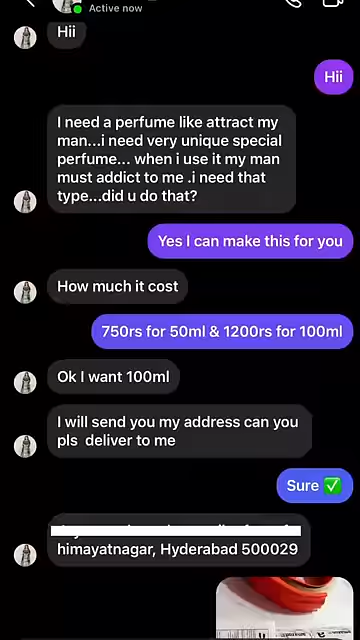 Active now
Hii
Hii
I need a perfume like attract my
man...i need very unique special
perfume... when i use it my man
must addict to me .i need that
type...did u do that?
Yes I can make this for you
How much it cost
750rs for 50ml & 1200rs for 100ml
Ok I want 100ml
I will send you my address can you
pls deliver to me
Sure ✅
himayatnagar, Hyderabad 500029